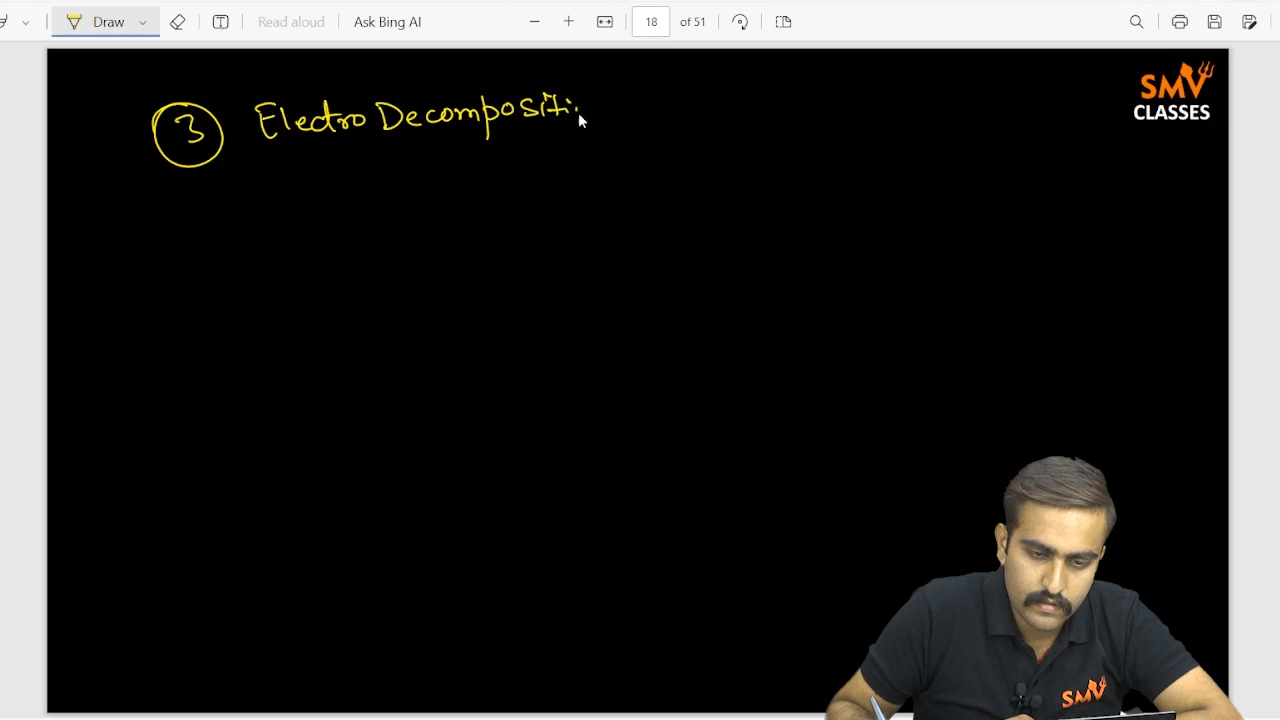 Draw
Read aloud
Ask Bing AI
18 of 51
SMV
CLASSES
3 Electro Decompositi
SMV